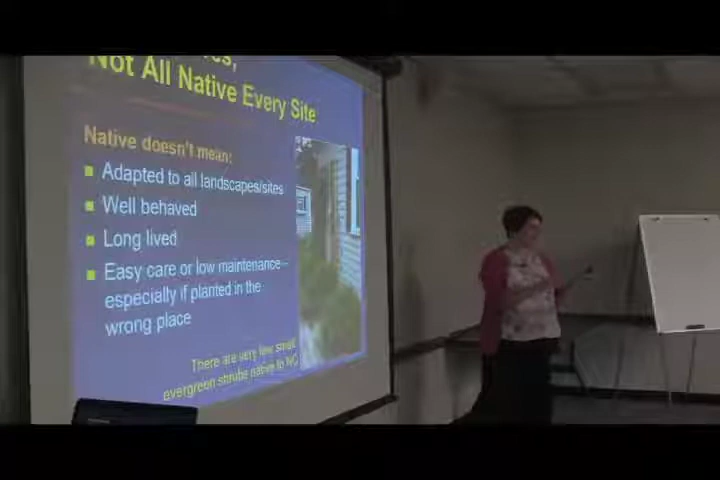 Not All Native Every Site
Native doesn't mean:
Adapted to all landscapes/sites
Well behaved
Long lived
Easy care or low maintenance–
especially if planted in the
wrong place
There are very few small
evergreen shrubs native to NC